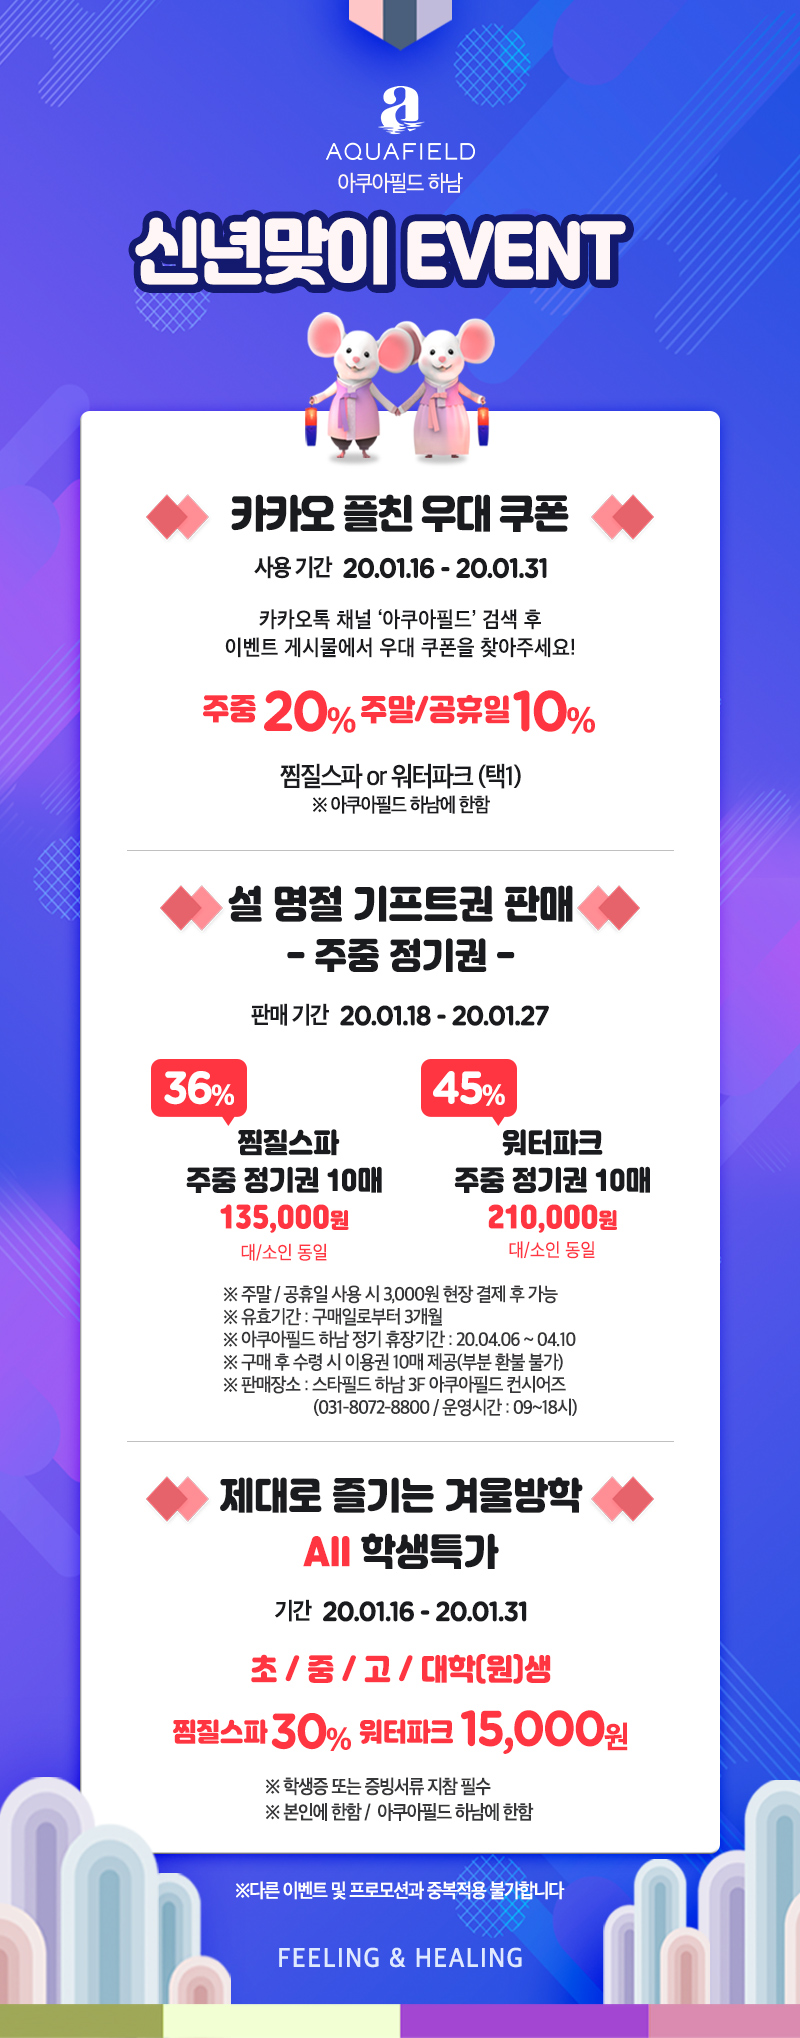 a
AQUAFIELD
아쿠아필드 하남
신년맞이 EVENT
카카오 플친 우대 쿠폰
사용 기간 20.01.16 - 20.01.31
카카오톡 채널 ‘아쿠아필드’ 검색 후
이벤트 게시물에서 우대 쿠폰을 찾아주세요!
주중 20% 주말/공휴일 10%
찜질스파 or 워터파크 (택1)
※ 아쿠아필드 하남에 한함
설 명절 기프트권 판매
- 주중 정기권 -
판매 기간 20.01.18 - 20.01.27
36%
찜질스파
주중 정기권 10매
135,000원
대/소인 동일
45%
워터파크
주중 정기권 10매
210,000원
대/소인 동일
※ 주말 / 공휴일 사용 시 3,000원 현장 결제 후 가능
※ 유효기간 : 구매일로부터 3개월
※ 아쿠아필드 하남 정기 휴장기간 : 20.04.06 ~ 04.10
※ 구매 후 수령 시 이용권 10매 제공(부분 환불 불가)
※ 판매장소 : 스타필드 하남 3F 아쿠아필드 컨시어즈
(031-8072-8800 / 운영시간 : 09~18시)
제대로 즐기는 겨울방학
All 학생특가
기간 20.01.16 - 20.01.31
초 / 중 / 고 / 대학(원)생
찜질스파 30% 워터파크 15,000원
※ 학생증 또는 증빙서류 지참 필수
※ 본인에 한함 / 아쿠아필드 하남에 한함
※다른 이벤트 및 프로모션과 중복적용 불가합니다
FEELING & HEALING